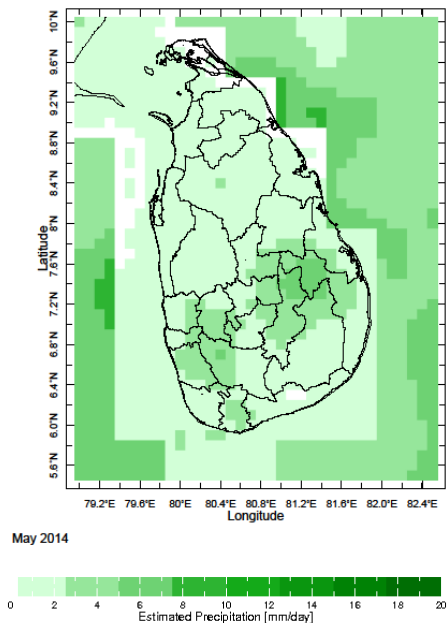 10°N
9.6°N
9.2°N
8.8°N
8.4°N
8°N
7.6°N
7.2°N
6.8°N
6.4°N
6.0°N
5.6°N
Latitude
79.2°E 79.6°E 80°E 80.4°E 80.8°E 81.2°E 81.6°E 82.0°E 82.4°E
Longitude
May 2014
0 2 4 6 8 10 12 14 16 18 20
Estimated Precipitation [mm/day]